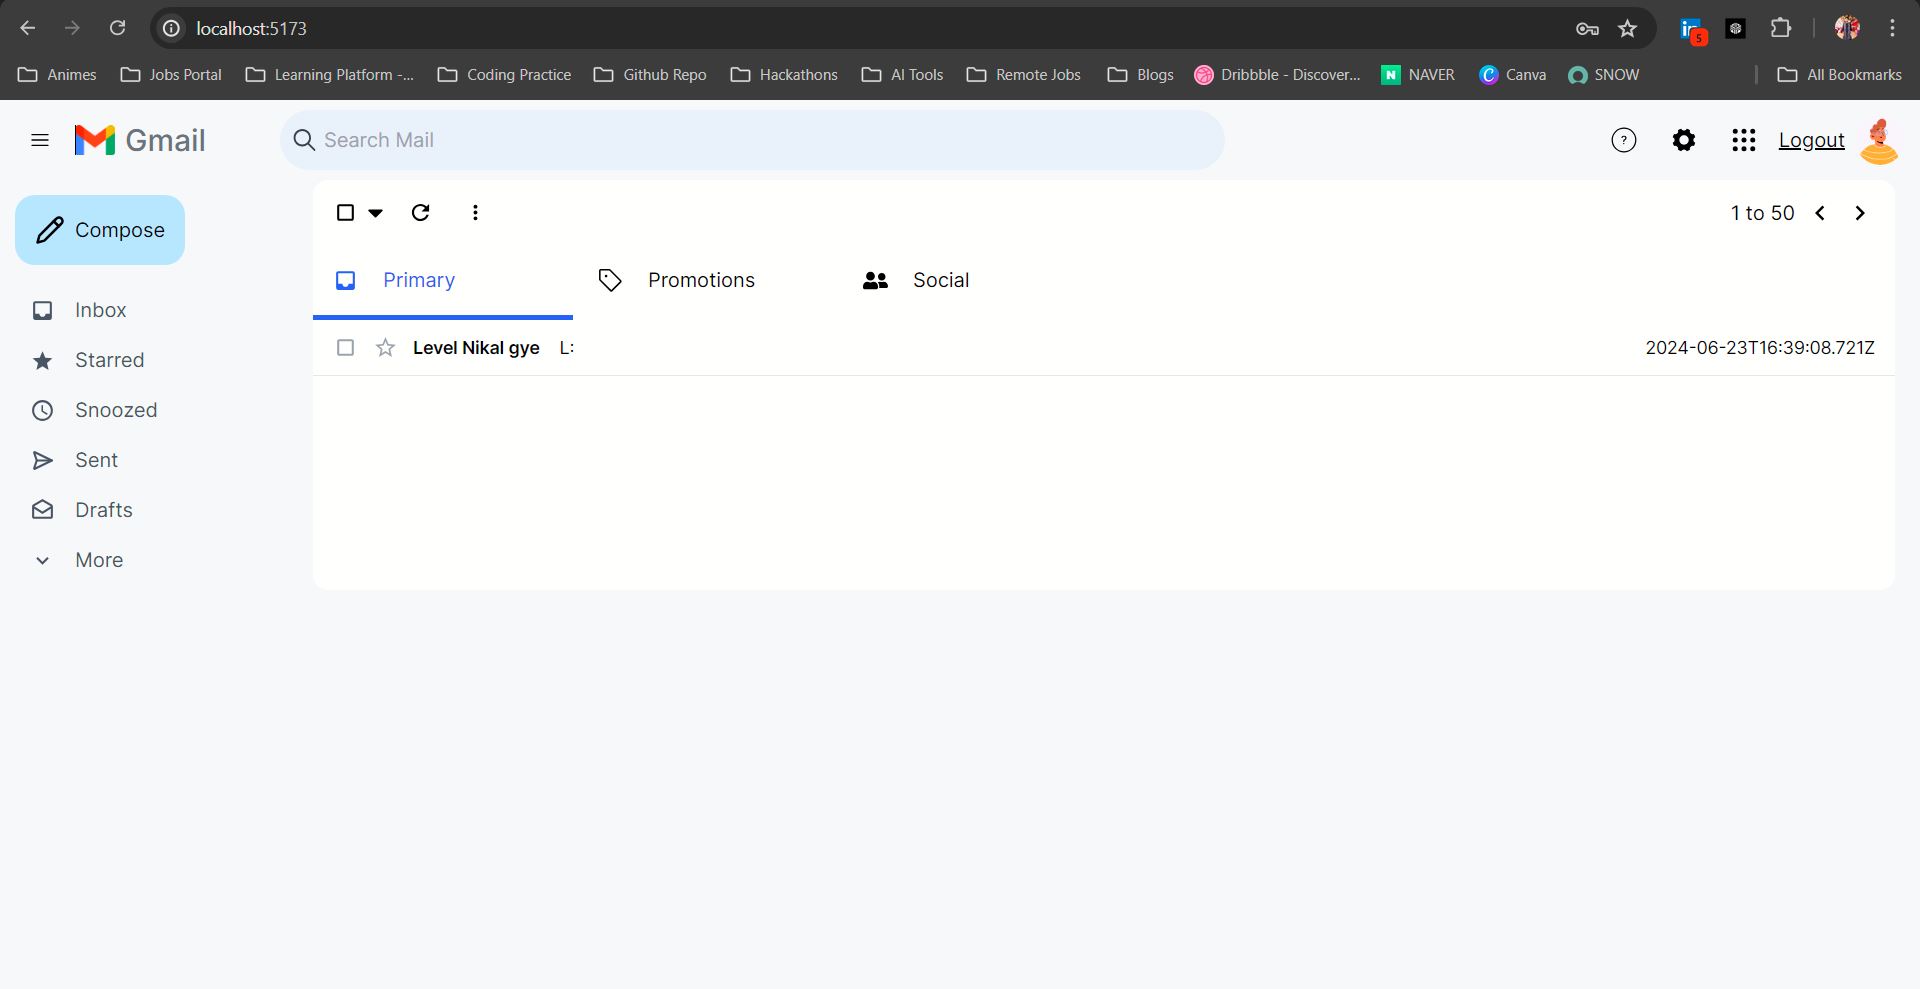 localhost:5173
5
Animes Jobs Portal Learning Platform -... Coding Practice Github Repo Hackathons AI Tools Remote Jobs Blogs Dribbble - Discover... N NAVER C Canva SNOW All Bookmarks
Gmail Search Mail ? Logout
Compose
1 to 50
Primary Promotions Social
Inbox
Level Nikal gye L: 2024-06-23T16:39:08.721Z
Starred
Snoozed
Sent
Drafts
More